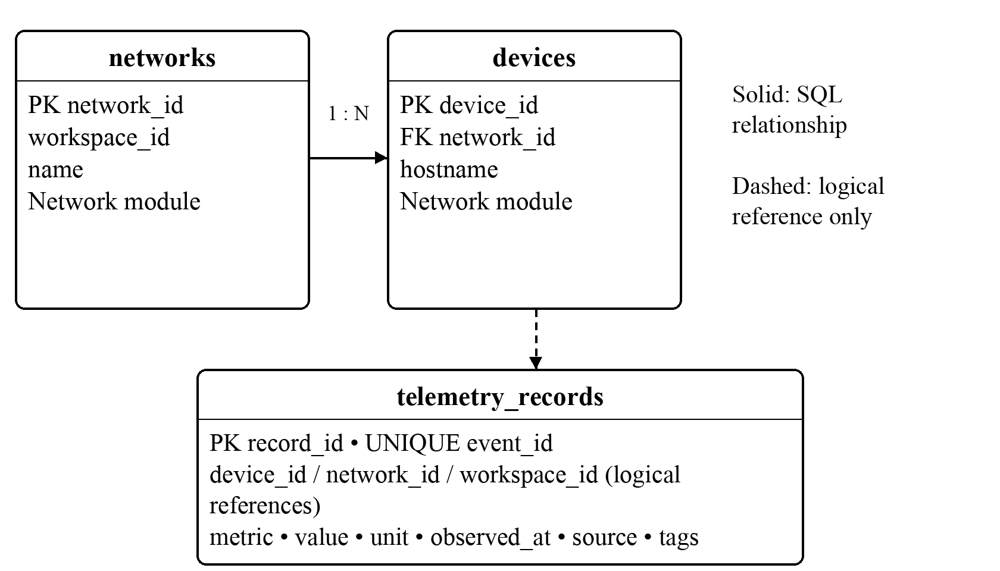 networks
PK network_id
workspace_id
name
Network module
1 : N
devices
PK device_id
FK network_id
hostname
Network module
Solid: SQL
relationship
Dashed: logical
reference only
telemetry_records
PK record_id • UNIQUE event_id
device_id / network_id / workspace_id (logical
references)
metric • value • unit • observed_at • source • tags